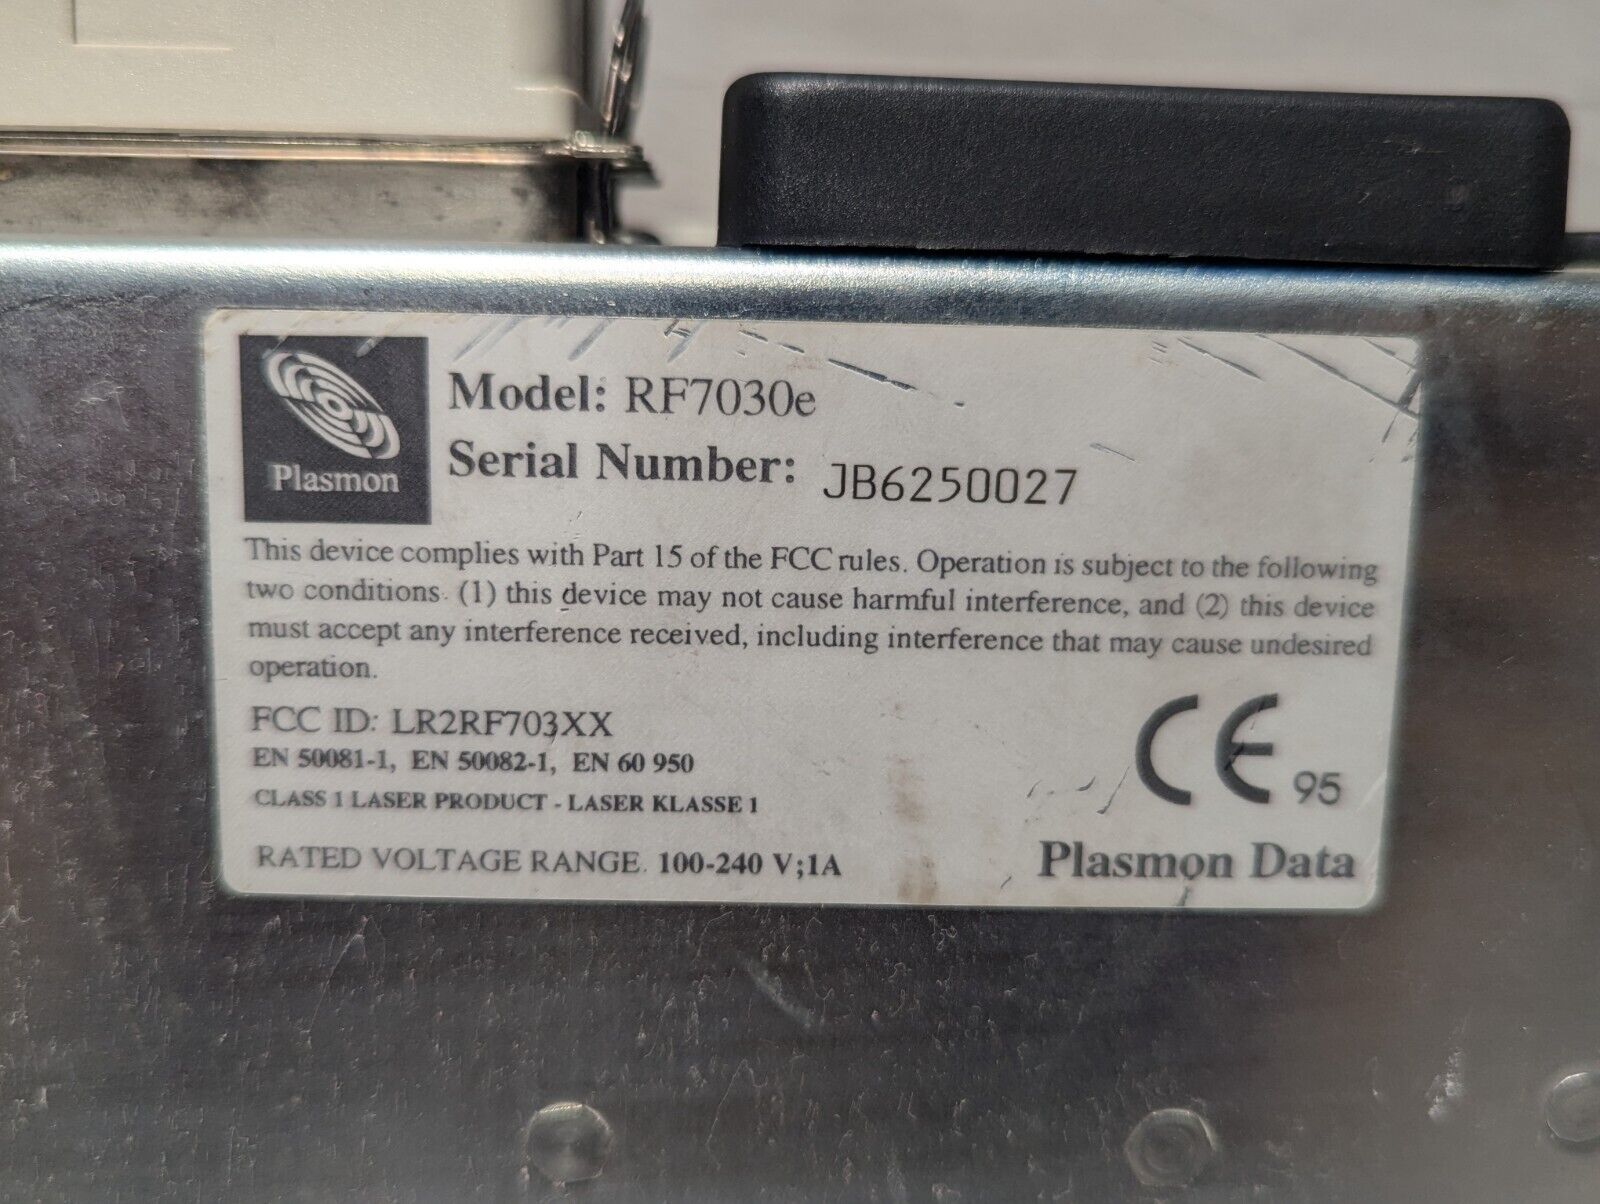 Plasmon
Model: RF7030e
Serial Number: JB6250027
This device complies with Part 15 of the FCC rules. Operation is subject to the following
two conditions. (1) this device may not cause harmful interference, and (2) this device
must accept any interference received, including interference that may cause undesired
operation.
FCC ID: LR2RF703XX
EN 50081-1, EN 50082-1, EN 60 950
CLASS 1 LASER PRODUCT - LASER KLASSE 1
CE 95
RATED VOLTAGE RANGE. 100-240 V;1A
Plasmon Data